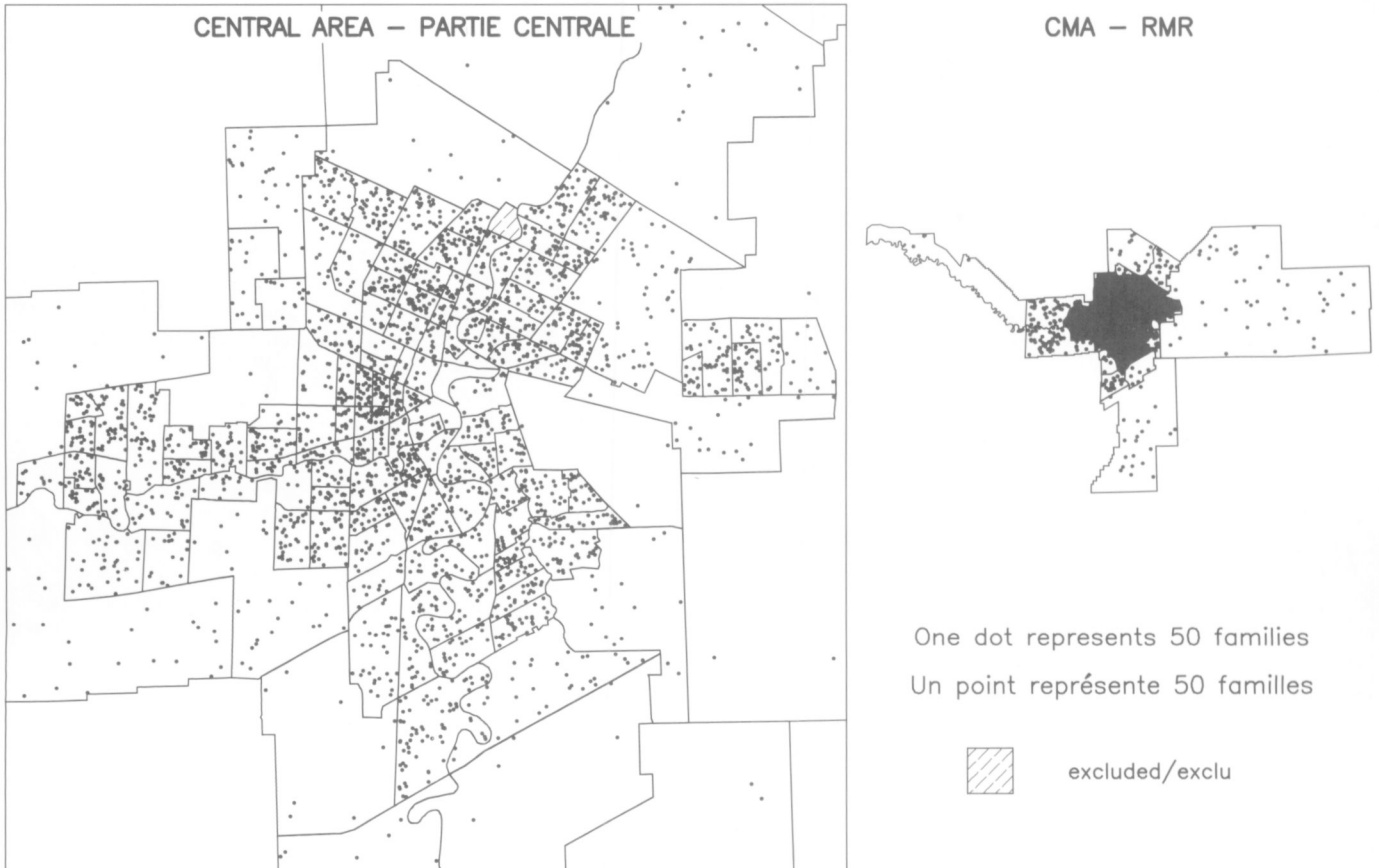 CENTRAL AREA – PARTIE CENTRALE
CMA – RMR
One dot represents 50 families
Un point représente 50 familles
excluded/exclu